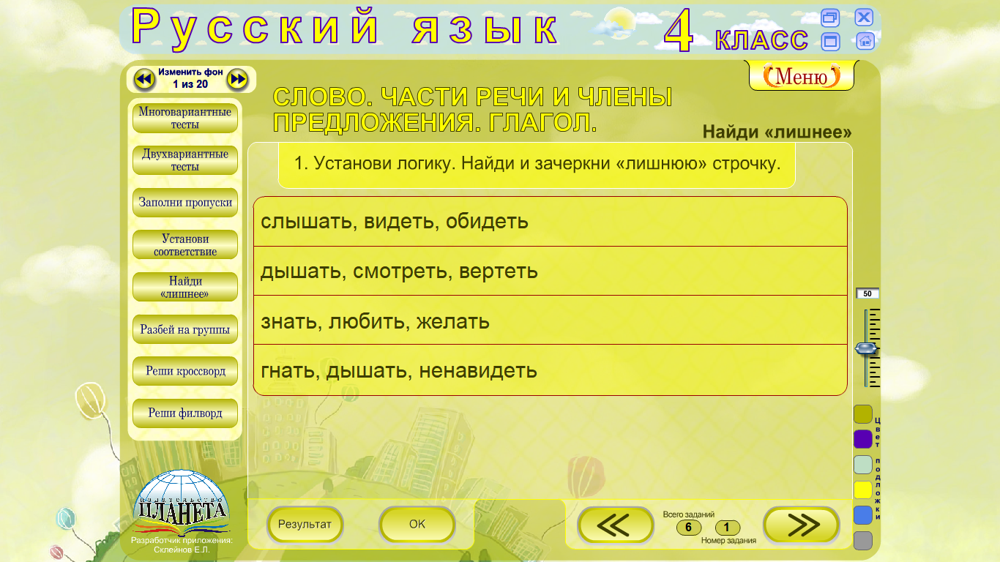 Русский язык 4 КЛАСС
Изменить фон
1 из 20
Меню
СЛОВО. ЧАСТИ РЕЧИ И ЧЛЕНЫ
ПРЕДЛОЖЕНИЯ. ГЛАГОЛ.
Найди «лишнее»
Многовариантные
тесты
Двухвариантные
тесты
Заполни пропуски
Установи
соответствие
Найди
«лишнее»
Разбей на группы
Реши кроссворд
Реши филворд
1. Установи логику. Найди и зачеркни «лишнюю» строчку.
слышать, видеть, обидеть
дышать, смотреть, вертеть
знать, любить, желать
гнать, дышать, ненавидеть
50
Цвет подложки
издательство
ПЛАНЕТА
Разработчик приложения:
Склейнов Е.Л.
Результат
OK
Всего заданий
6 1
Номер задания